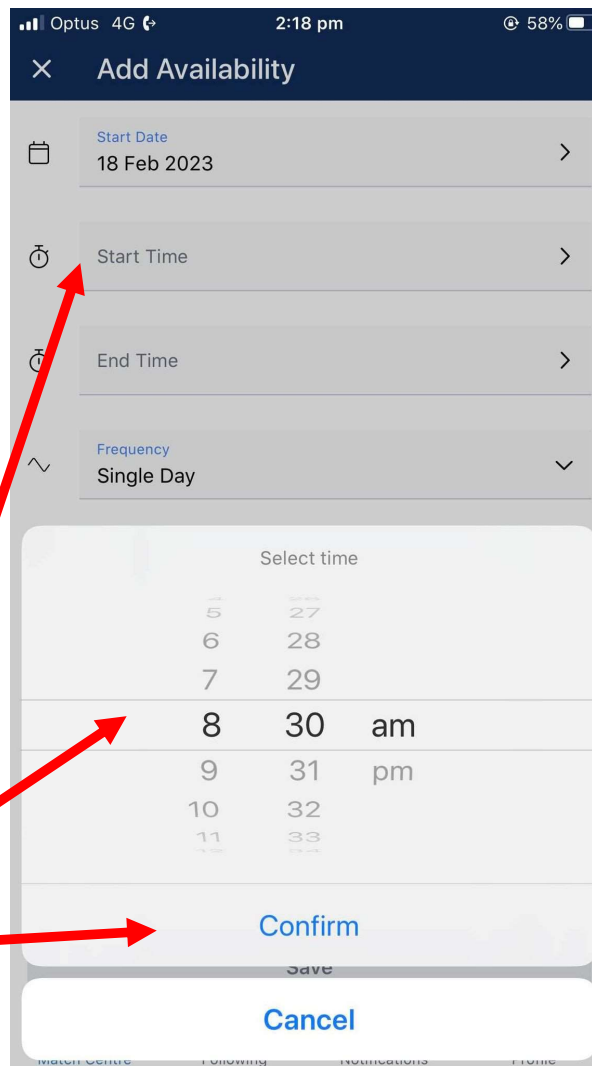 Optus 4G 2:18 pm 58%
× Add Availability
Start Date
18 Feb 2023
Start Time
End Time
Frequency
Single Day
Select time
5 27
6 28
7 29
8 30 am
9 31 pm
10 32
11 33
Confirm
Save
Cancel
Match Centre Following Notifications Profile